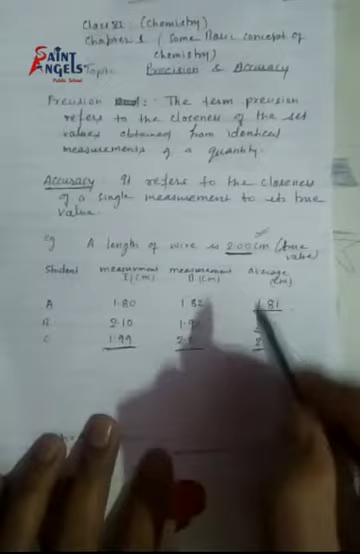 Class XI (Chemistry)
Chapter 1 (Some Basic concept of
Chemistry)
SAINT
ANGELS
Public School
Topic Precision & Accuracy
Precision : The term precision
refers to the closeness of the set
values obtained from identical
measurements of a quantity.
Accuracy : It refers to the closeness
of a single measurement to its true
value.
eg A length of wire is 2.00 cm (true
value)
Student measurement measurement average
I (cm) II (cm) (cm)
A 1.80 1.82 1.81
B 2.10 1.9
C 1.99